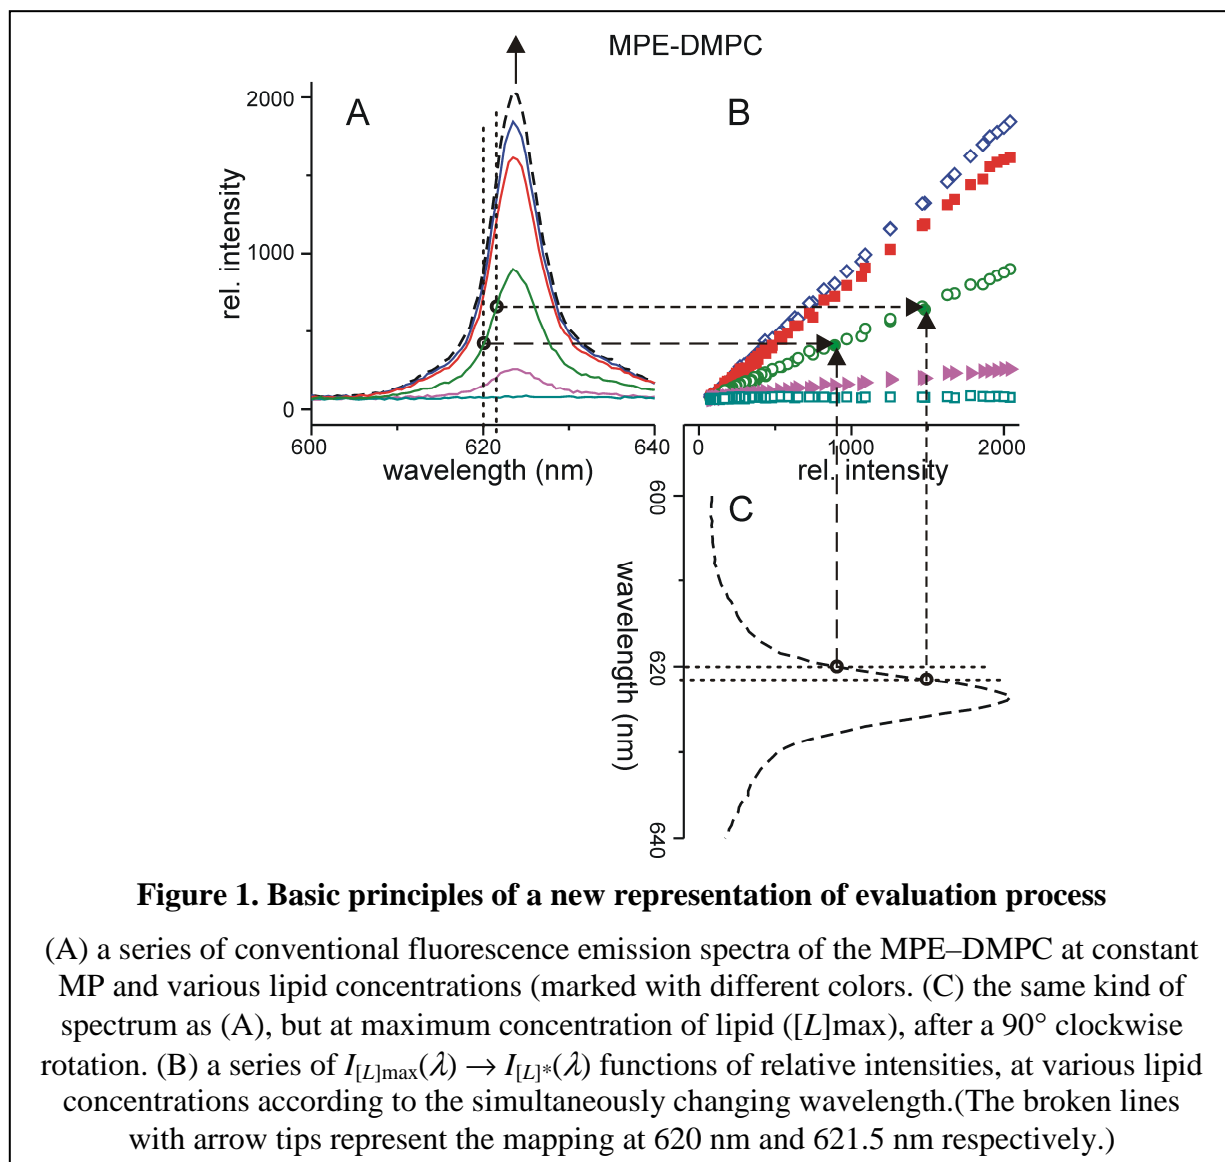 MPE-DMPC
A
B
2000
1000
0
rel. intensity
600
620
640
wavelength (nm)
0
1000
2000
rel. intensity
C
600
620
640
wavelength (nm)
Figure 1. Basic principles of a new representation of evaluation process
(A) a series of conventional fluorescence emission spectra of the MPE–DMPC at constant
MP and various lipid concentrations (marked with different colors. (C) the same kind of
spectrum as (A), but at maximum concentration of lipid ([L]max), after a 90° clockwise
rotation. (B) a series of I[L]max(λ) → I[L]*(λ) functions of relative intensities, at various lipid
concentrations according to the simultaneously changing wavelength.(The broken lines
with arrow tips represent the mapping at 620 nm and 621.5 nm respectively.)